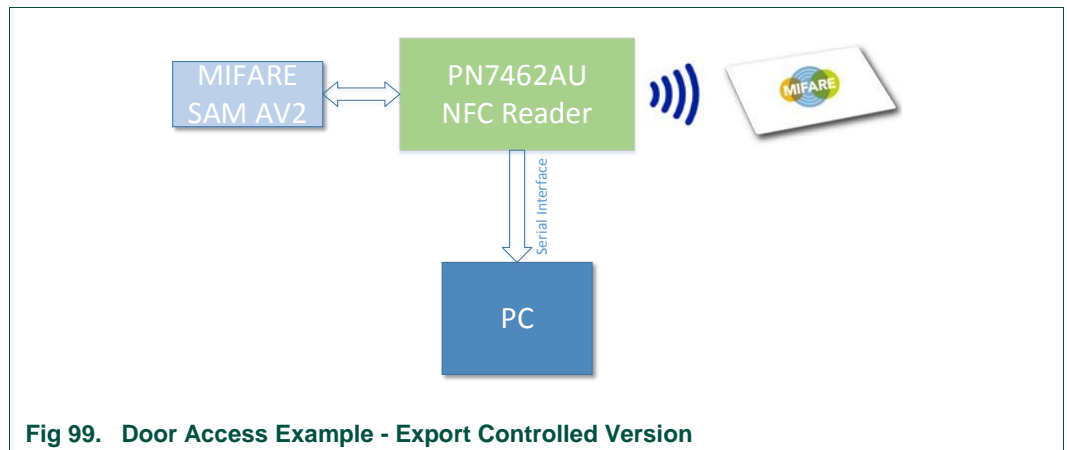 MIFARE
SAM AV2
PN7462AU
NFC Reader
MIFARE
Serial Interface
PC
Fig 99. Door Access Example - Export Controlled Version